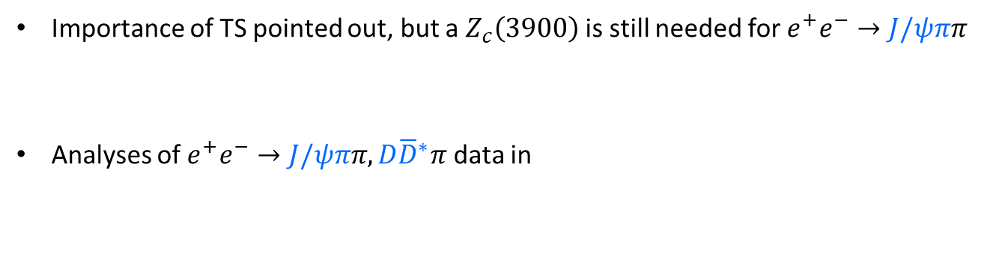 • Importance of TS pointed out, but a Z_c(3900) is still needed for e⁺e⁻ → J/ψππ
• Analyses of e⁺e⁻ → J/ψππ, DD̅*π data in